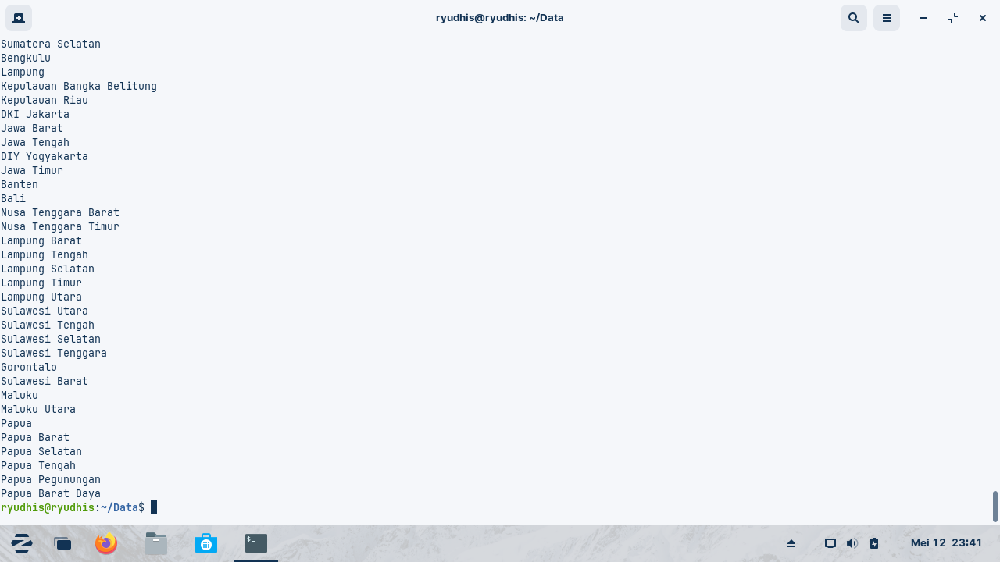 ryudhis@ryudhis: ~/Data
Sumatera Selatan
Bengkulu
Lampung
Kepulauan Bangka Belitung
Kepulauan Riau
DKI Jakarta
Jawa Barat
Jawa Tengah
DIY Yogyakarta
Jawa Timur
Banten
Bali
Nusa Tenggara Barat
Nusa Tenggara Timur
Lampung Barat
Lampung Tengah
Lampung Selatan
Lampung Timur
Lampung Utara
Sulawesi Utara
Sulawesi Tengah
Sulawesi Selatan
Sulawesi Tenggara
Gorontalo
Sulawesi Barat
Maluku
Maluku Utara
Papua
Papua Barat
Papua Selatan
Papua Tengah
Papua Pegunungan
Papua Barat Daya
ryudhis@ryudhis:~/Data$
$_
Mei 12 23:41